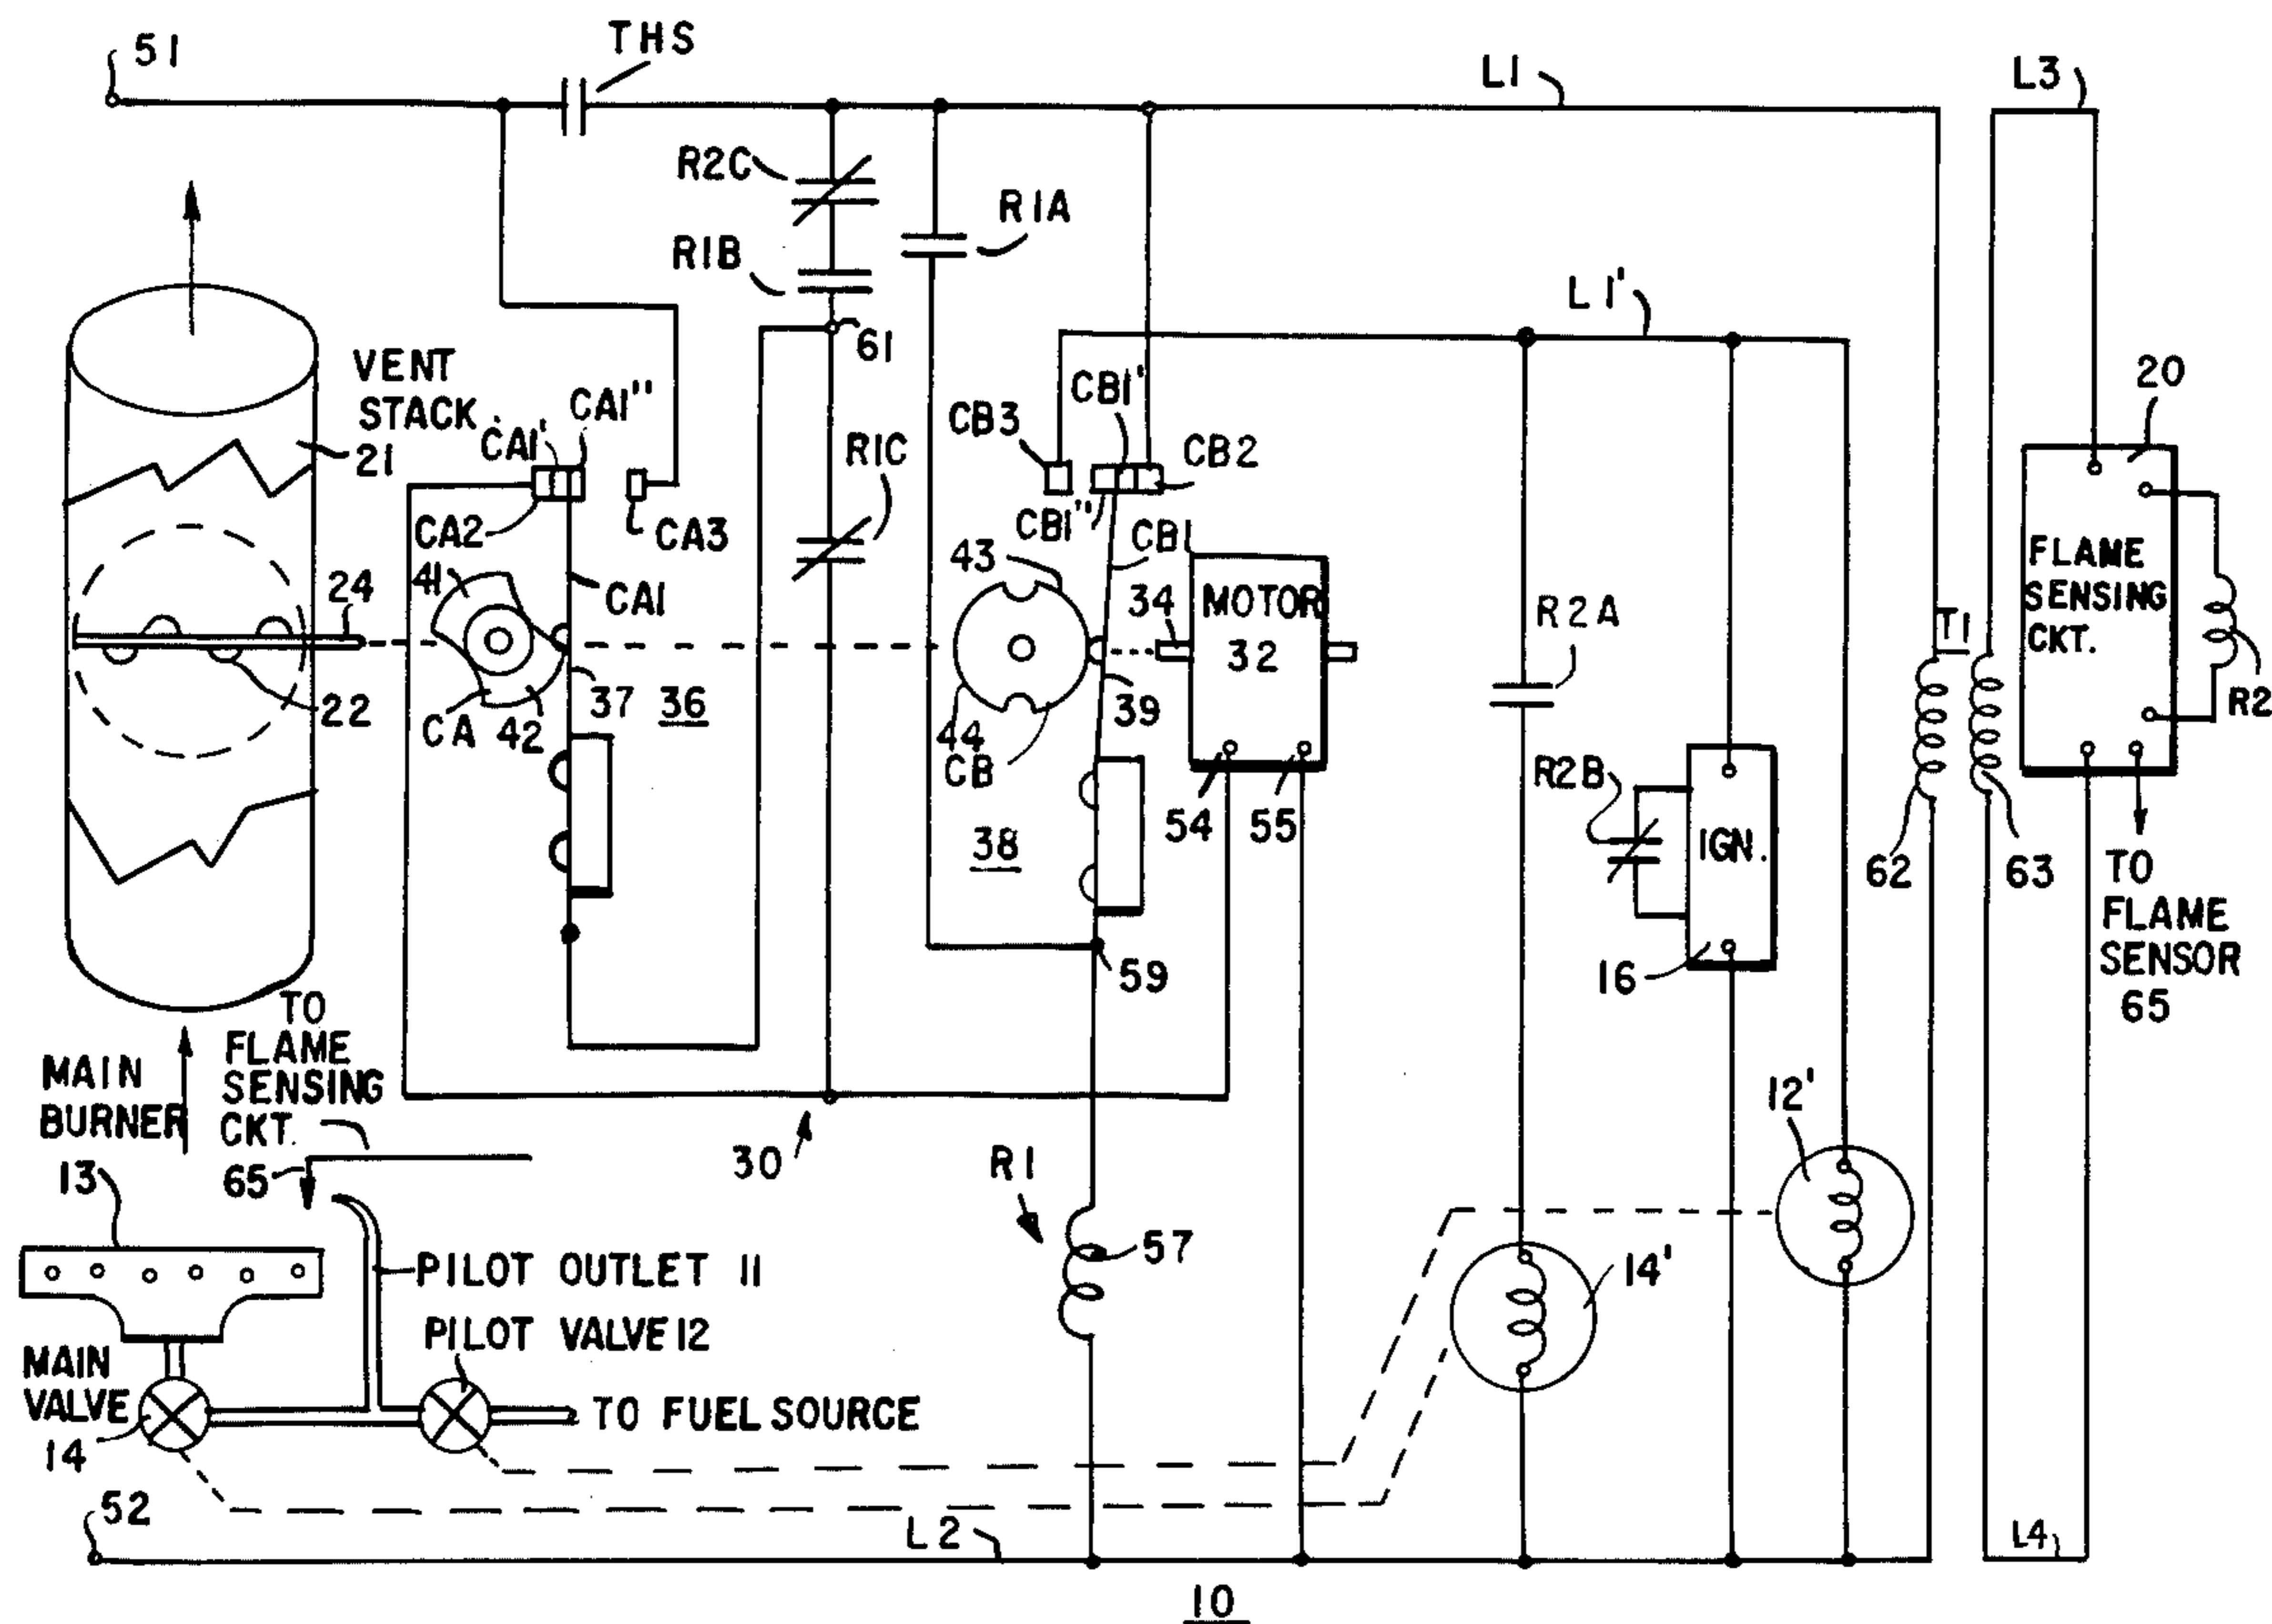 51
THS
L1
L3
R2C
R1A
R1B
61
L1'
20
VENT
STACK
21
CA1'
CA1"
CA2
CA3
R1C
CB3
CB1'
CB2
CB1"
CB1
FLAME
SENSING
CKT.
R2
41
CA1
43
34
MOTOR
32
R2A
T1
24
22
CA
42
37
36
44
CB
39
54
55
R2B
IGN.
62
63
TO
FLAME
SENSOR
65
38
59
16
MAIN
BURNER
TO
FLAME
SENSING
CKT.
65
13
30
R1
57
12'
14'
PILOT OUTLET 11
PILOT VALVE 12
MAIN
VALVE
14
TO FUEL SOURCE
52
L2
L4
10